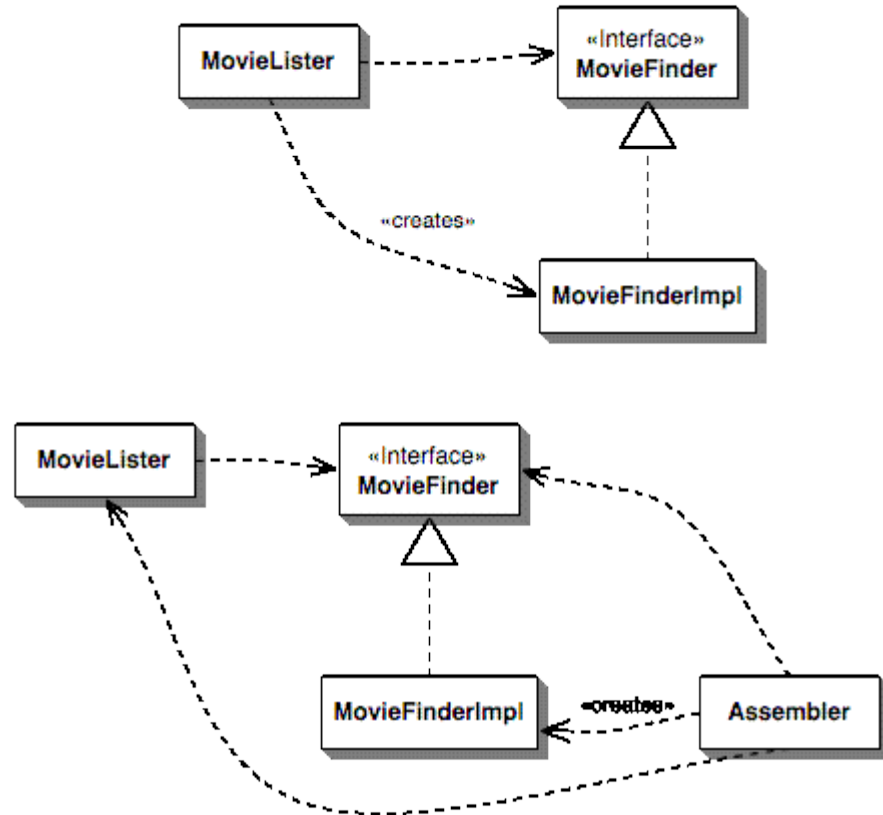 MovieLister
«Interface»
MovieFinder
«creates»
MovieFinderImpl
MovieLister
«Interface»
MovieFinder
MovieFinderImpl
«creates»
Assembler